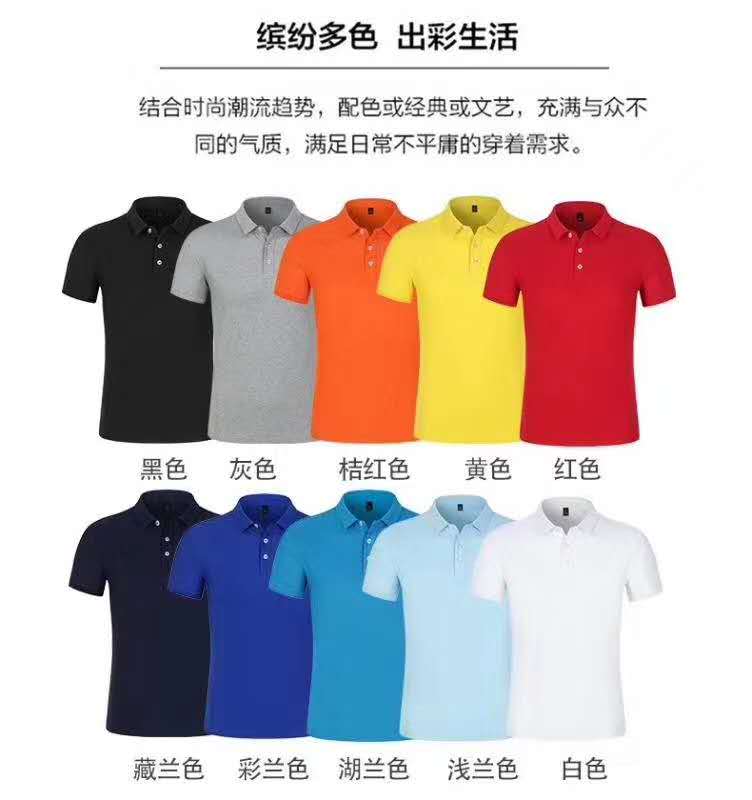 缤纷多色 出彩生活
结合时尚潮流趋势，配色或经典或文艺，充满与众不
同的气质，满足日常不平庸的穿着需求。
黑色 灰色 桔红色 黄色 红色
藏兰色 彩兰色 湖兰色 浅兰色 白色